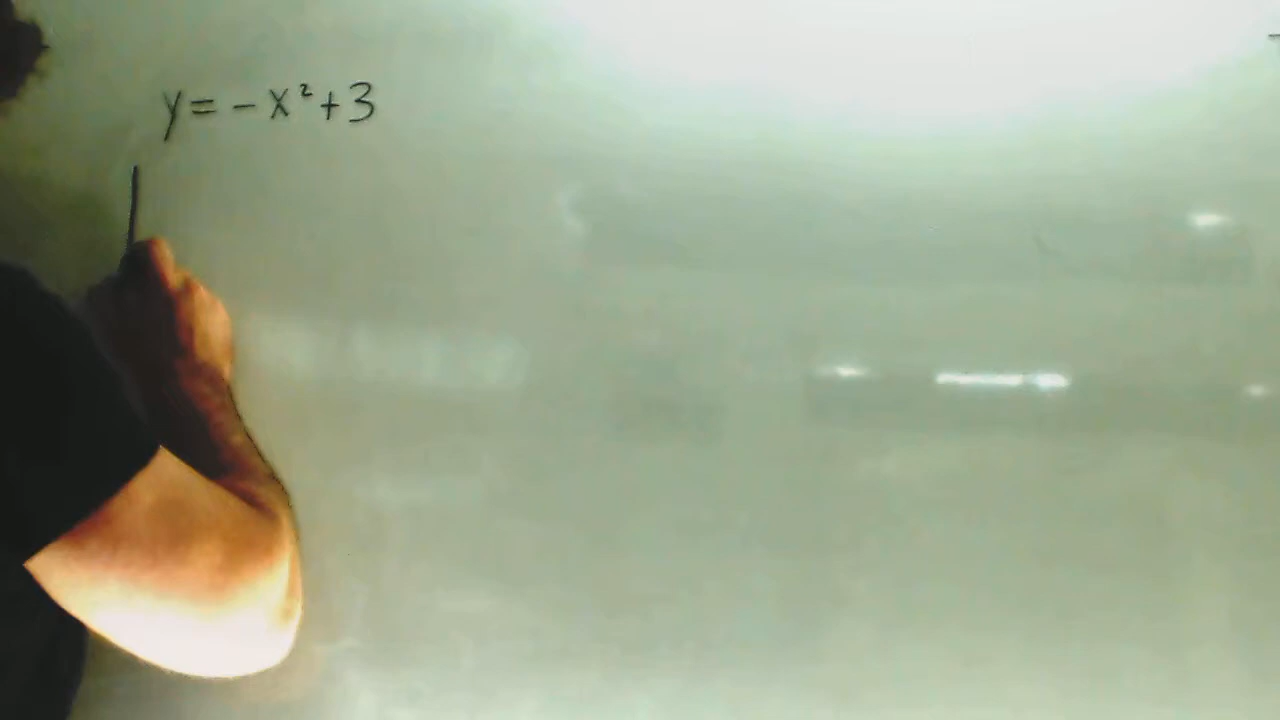 y = -x²+3